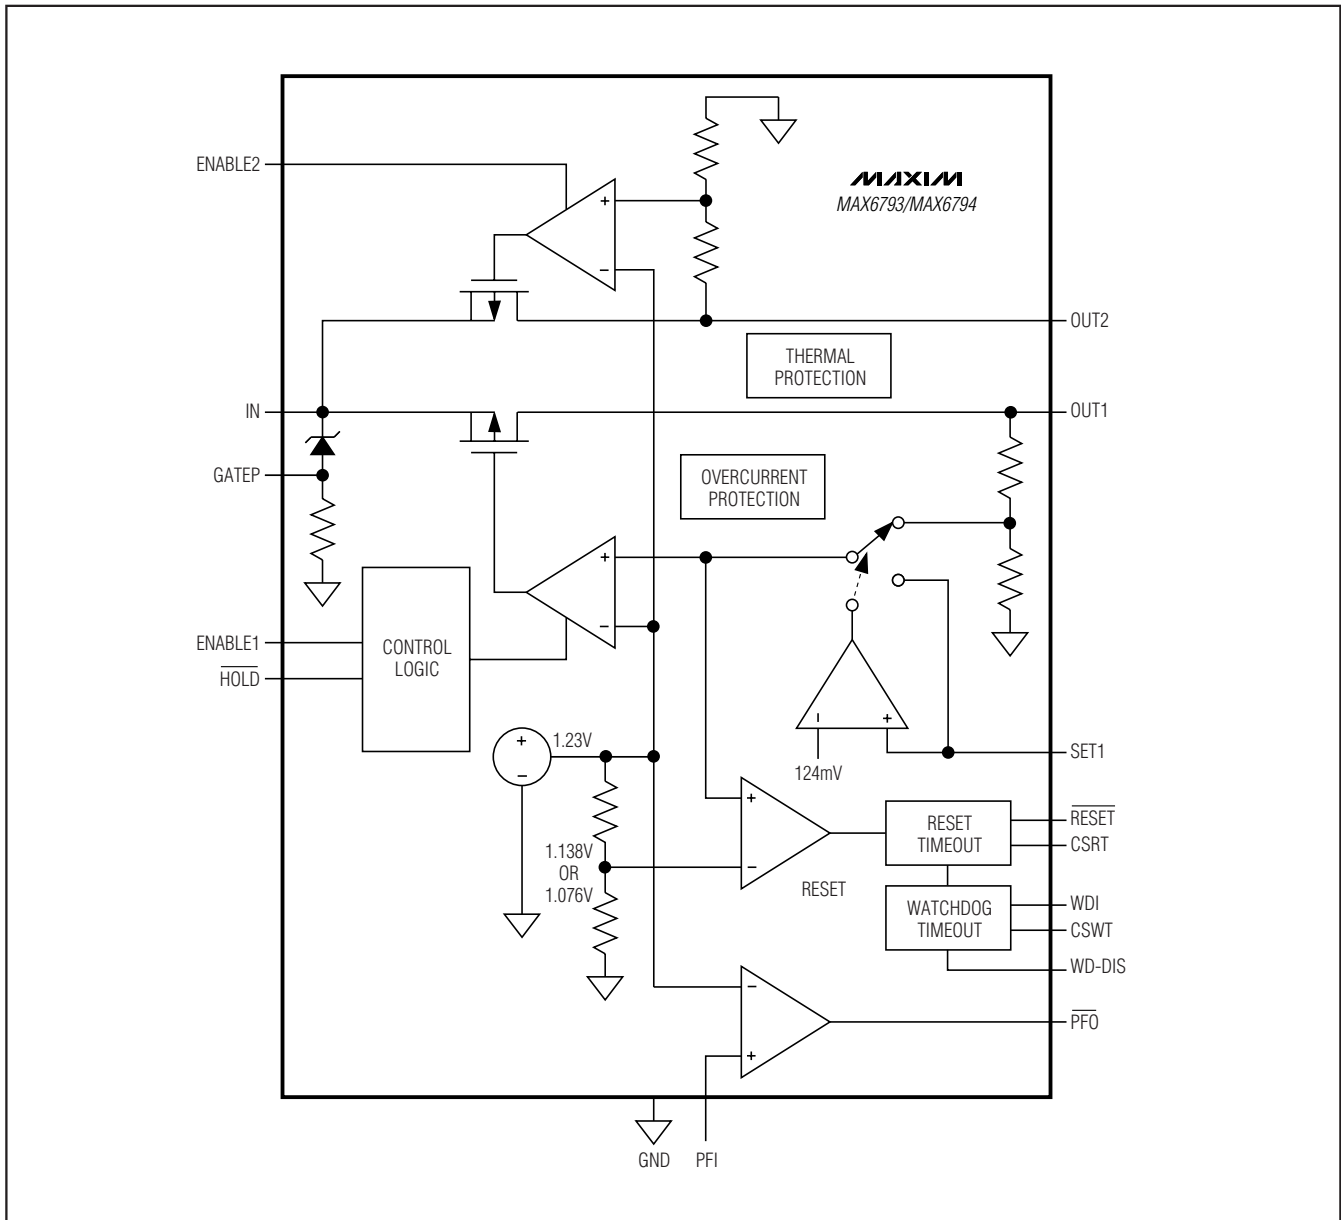 ENABLE2
MAXIM
MAX6793/MAX6794
+
−
OUT2
THERMAL
PROTECTION
IN
OUT1
GATEP
OVERCURRENT
PROTECTION
+
−
ENABLE1
HOLD
CONTROL
LOGIC
− +
124mV
SET1
+
−
1.23V
1.138V
OR
1.076V
+
−
RESET
RESET
TIMEOUT
RESET
CSRT
WATCHDOG
TIMEOUT
WDI
CSWT
WD-DIS
−
+
PFO
GND
PFI